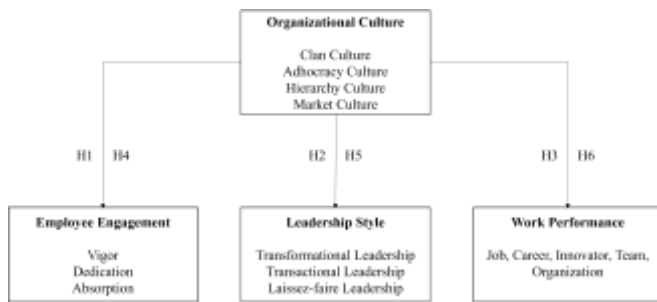 Organizational Culture
Clan Culture
Adhocracy Culture
Hierarchy Culture
Market Culture
H1 H4
H2 H5
H3 H6
Employee Engagement
Vigor
Dedication
Absorption
Leadership Style
Transformational Leadership
Transactional Leadership
Laissez-faire Leadership
Work Performance
Job, Career, Innovator, Team,
Organization